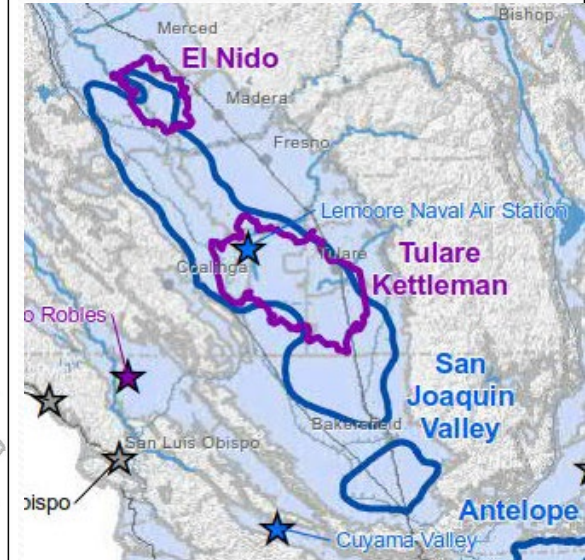 Bishop
Merced
El Nido
Madera
Fresno
Lemoore Naval Air Station
Tulare
Coalinga
Tulare
Kettleman
o Robles
San
Joaquin
Valley
Bakersfield
San Luis Obispo
bispo
Antelope
Cuyama Valley